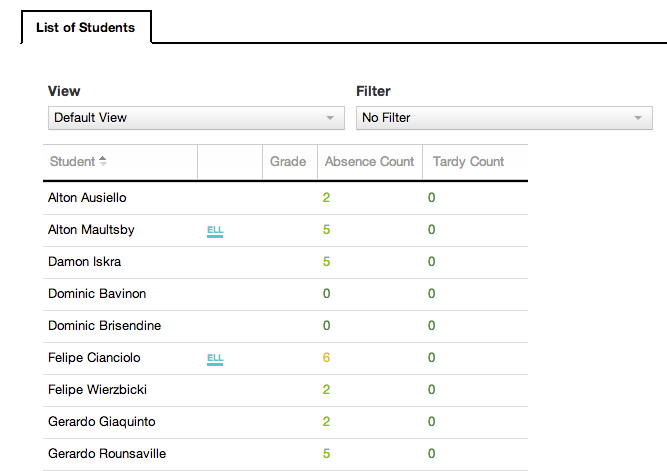 List of Students
View Filter
Default View No Filter
Student Grade Absence Count Tardy Count
Alton Ausiello 2 0
Alton Maultsby ELL 5 0
Damon Iskra 5 0
Dominic Bavinon 0 0
Dominic Brisendine 0 0
Felipe Cianciolo ELL 6 0
Felipe Wierzbicki 2 0
Gerardo Giaquinto 2 0
Gerardo Rounsaville 5 0